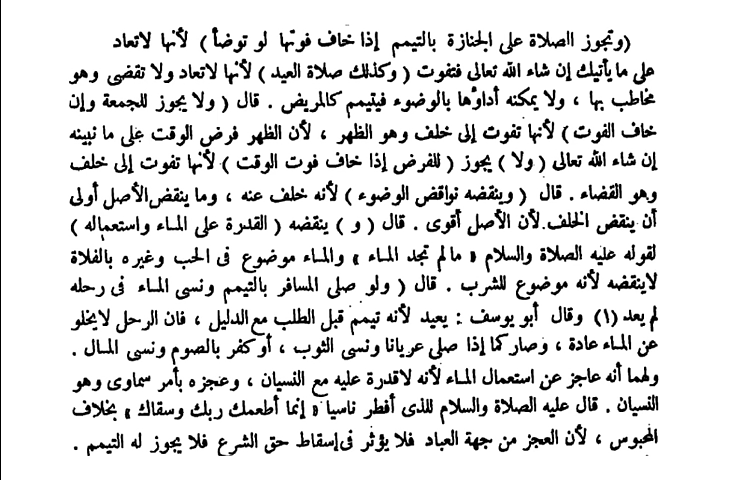 (وتجوز الصلاة على الجنازة بالتيمم إذا خاف فوتها لو توضأ) لأنها لاتعاد
على ما يأتيك إن شاء الله تعالى فتفوت (وكذلك صلاة العيد) لأنها لاتعاد ولا تقضى وهو
مخاطب بها ، ولا يمكنه أداؤها بالوضوء فيتيمم كالمريض . قال (ولا يجوز للجمعة وإن
خاف الفوت) لأنها تفوت إلى خلف وهو الظهر ، لأن الظهر فرض الوقت على ما نبينه
إن شاء الله تعالى (ولا) يجوز (للفرض إذا خاف فوت الوقت) لأنها تفوت إلى خلف
وهو القضاء . قال (وينقضه نواقض الوضوء) لأنه خلف عنه ، وما ينقض الأصل أولى
أن ينقض الخلف لأن الأصل أقوى . قال (و) ينقضه (القدرة على الماء واستعماله)
لقوله عليه الصلاة والسلام « مالم تجد الماء » والماء موضوع فى الحب وغيره بالفلاة
لاينقضه لأنه موضوع للشرب . قال (ولو صلى المسافر بالتيمم ونسى الماء فى رحله
لم يعد (١) وقال أبو يوسف : يعيد لأنه تيمم قبل الطلب مع الدليل ، فان الرحل لايخلو
عن الماء عادة ، وصار كما إذا صلى عريانا ونسى الثوب ، أو كفر بالصوم ونسى المال .
ولهما أنه عاجز عن استعمال الماء لأنه لاقدرة عليه مع النسيان ، وعجزه بأمر سماوى وهو
النسيان . قال عليه الصلاة والسلام للذى أفطر ناسيا « إنما أطعمك ربك وسقاك » بخلاف
المحبوس ، لأن العجز من جهة العباد فلا يؤثر فى إسقاط حق الشرع فلا يجوز له التيمم .